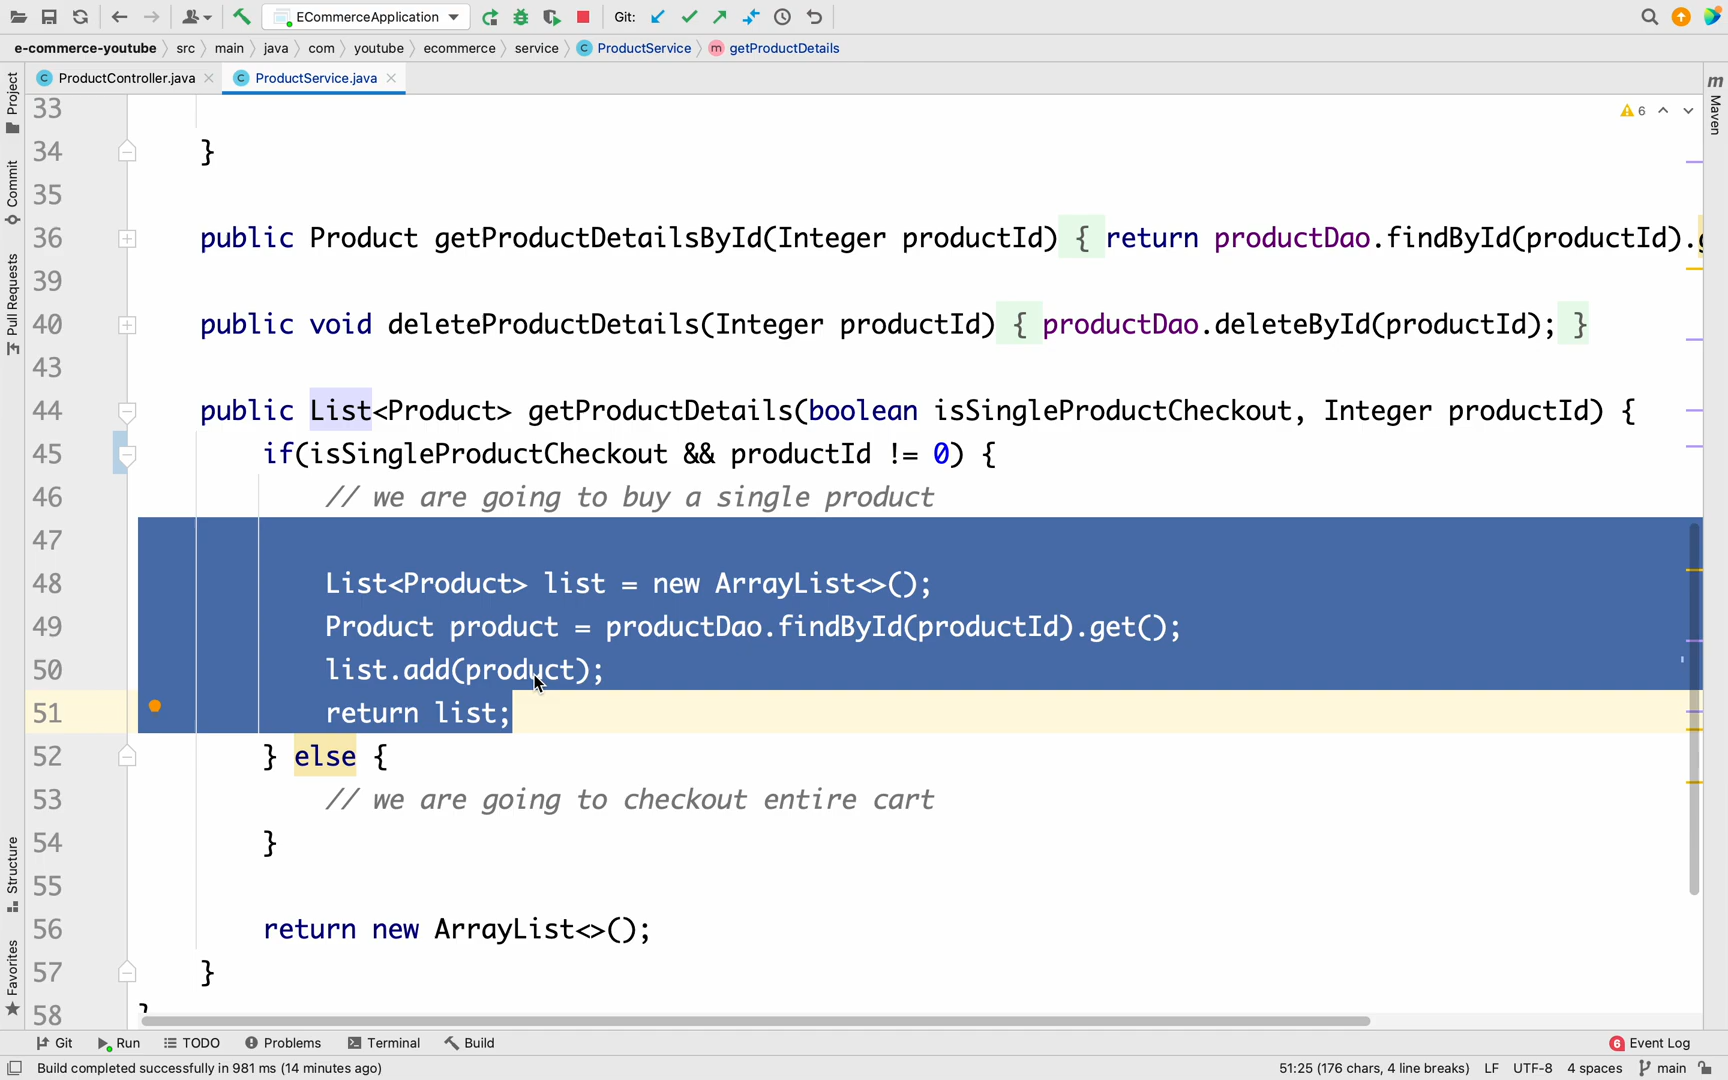 ECommerceApplication
Git:
e-commerce-youtube
src
main
java
com
youtube
ecommerce
service
ProductService
getProductDetails
ProductController.java
ProductService.java
Project
Commit
Pull Requests
Structure
Favorites
Maven
6
33
34 }
35
36 public Product getProductDetailsById(Integer productId) { return productDao.findById(productId).g
39
40 public void deleteProductDetails(Integer productId) { productDao.deleteById(productId); }
43
44 public List<Product> getProductDetails(boolean isSingleProductCheckout, Integer productId) {
45 if(isSingleProductCheckout && productId != 0) {
46 // we are going to buy a single product
47
48 List<Product> list = new ArrayList<>();
49 Product product = productDao.findById(productId).get();
50 list.add(product);
51 return list;
52 } else {
53 // we are going to checkout entire cart
54 }
55
56 return new ArrayList<>();
57 }
58 }
Git
Run
TODO
Problems
Terminal
Build
6 Event Log
Build completed successfully in 981 ms (14 minutes ago)
51:25 (176 chars, 4 line breaks)
LF
UTF-8
4 spaces
main